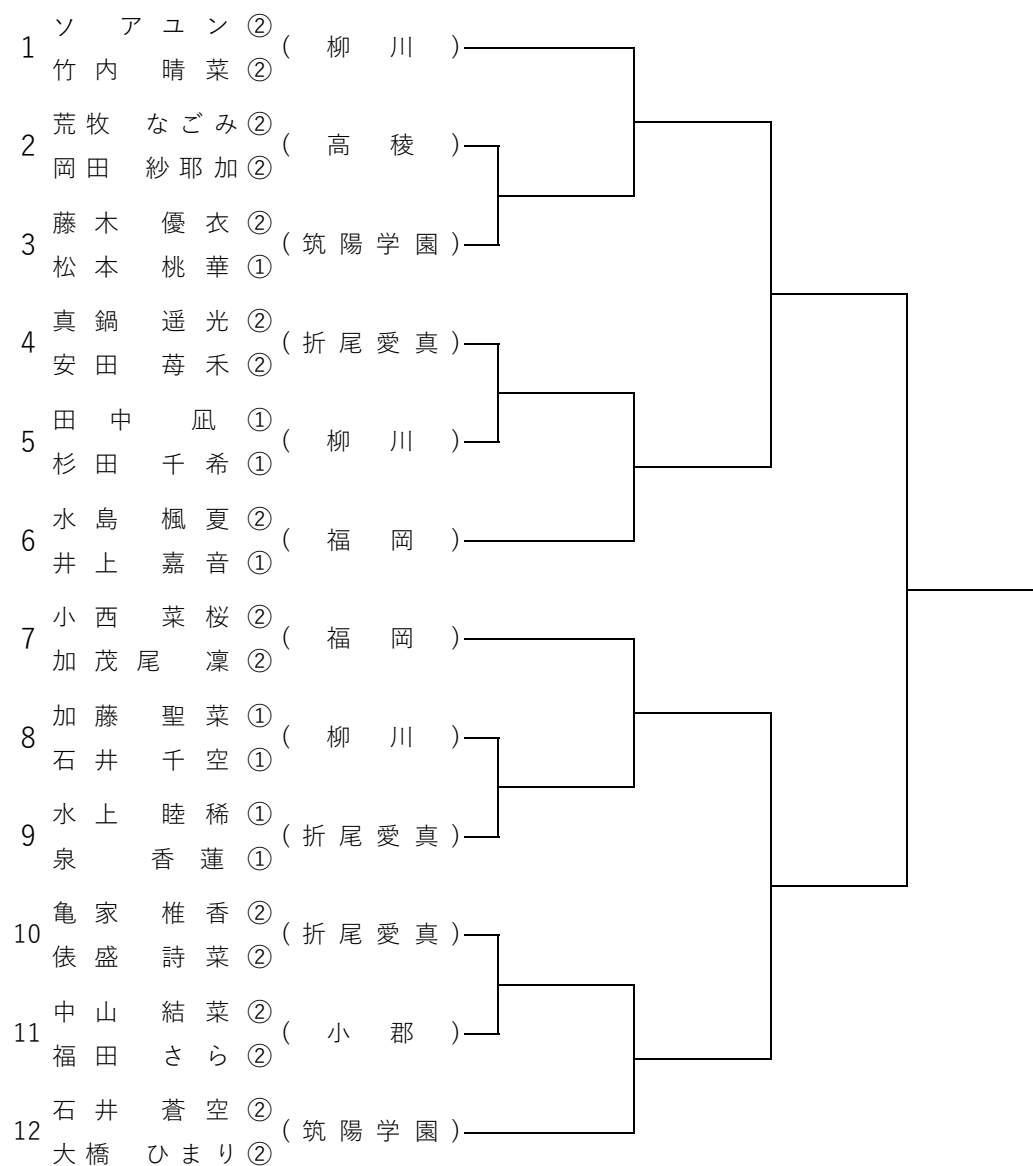 1
ソ アユン ②
竹内 晴菜 ②
( 柳川 )
2
荒牧 なごみ ②
岡田 紗耶加 ②
( 高稜 )
3
藤木 優衣 ②
松本 桃華 ①
( 筑陽学園 )
4
真鍋 遥光 ②
安田 苺禾 ②
( 折尾愛真 )
5
田中 凪 ①
杉田 千希 ①
( 柳川 )
6
水島 楓夏 ②
井上 嘉音 ①
( 福岡 )
7
小西 菜桜 ②
加茂尾 凜 ②
( 福岡 )
8
加藤 聖菜 ①
石井 千空 ①
( 柳川 )
9
水上 睦稀 ①
泉 香蓮 ①
( 折尾愛真 )
10
亀家 椎香 ②
俵盛 詩菜 ②
( 折尾愛真 )
11
中山 結菜 ②
福田 さら ②
( 小郡 )
12
石井 蒼空 ②
大橋 ひまり ②
( 筑陽学園 )